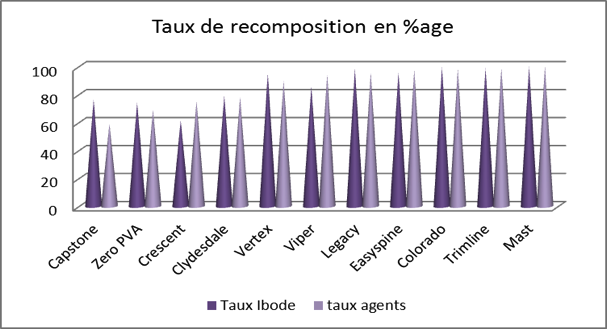 Taux de recomposition en %age
100
80
60
40
20
0
Capstone
Zero PVA
Crescent
Clydesdale
Vertex
Viper
Legacy
Easyspine
Colorado
Trimline
Mast
Taux Ibode
taux agents